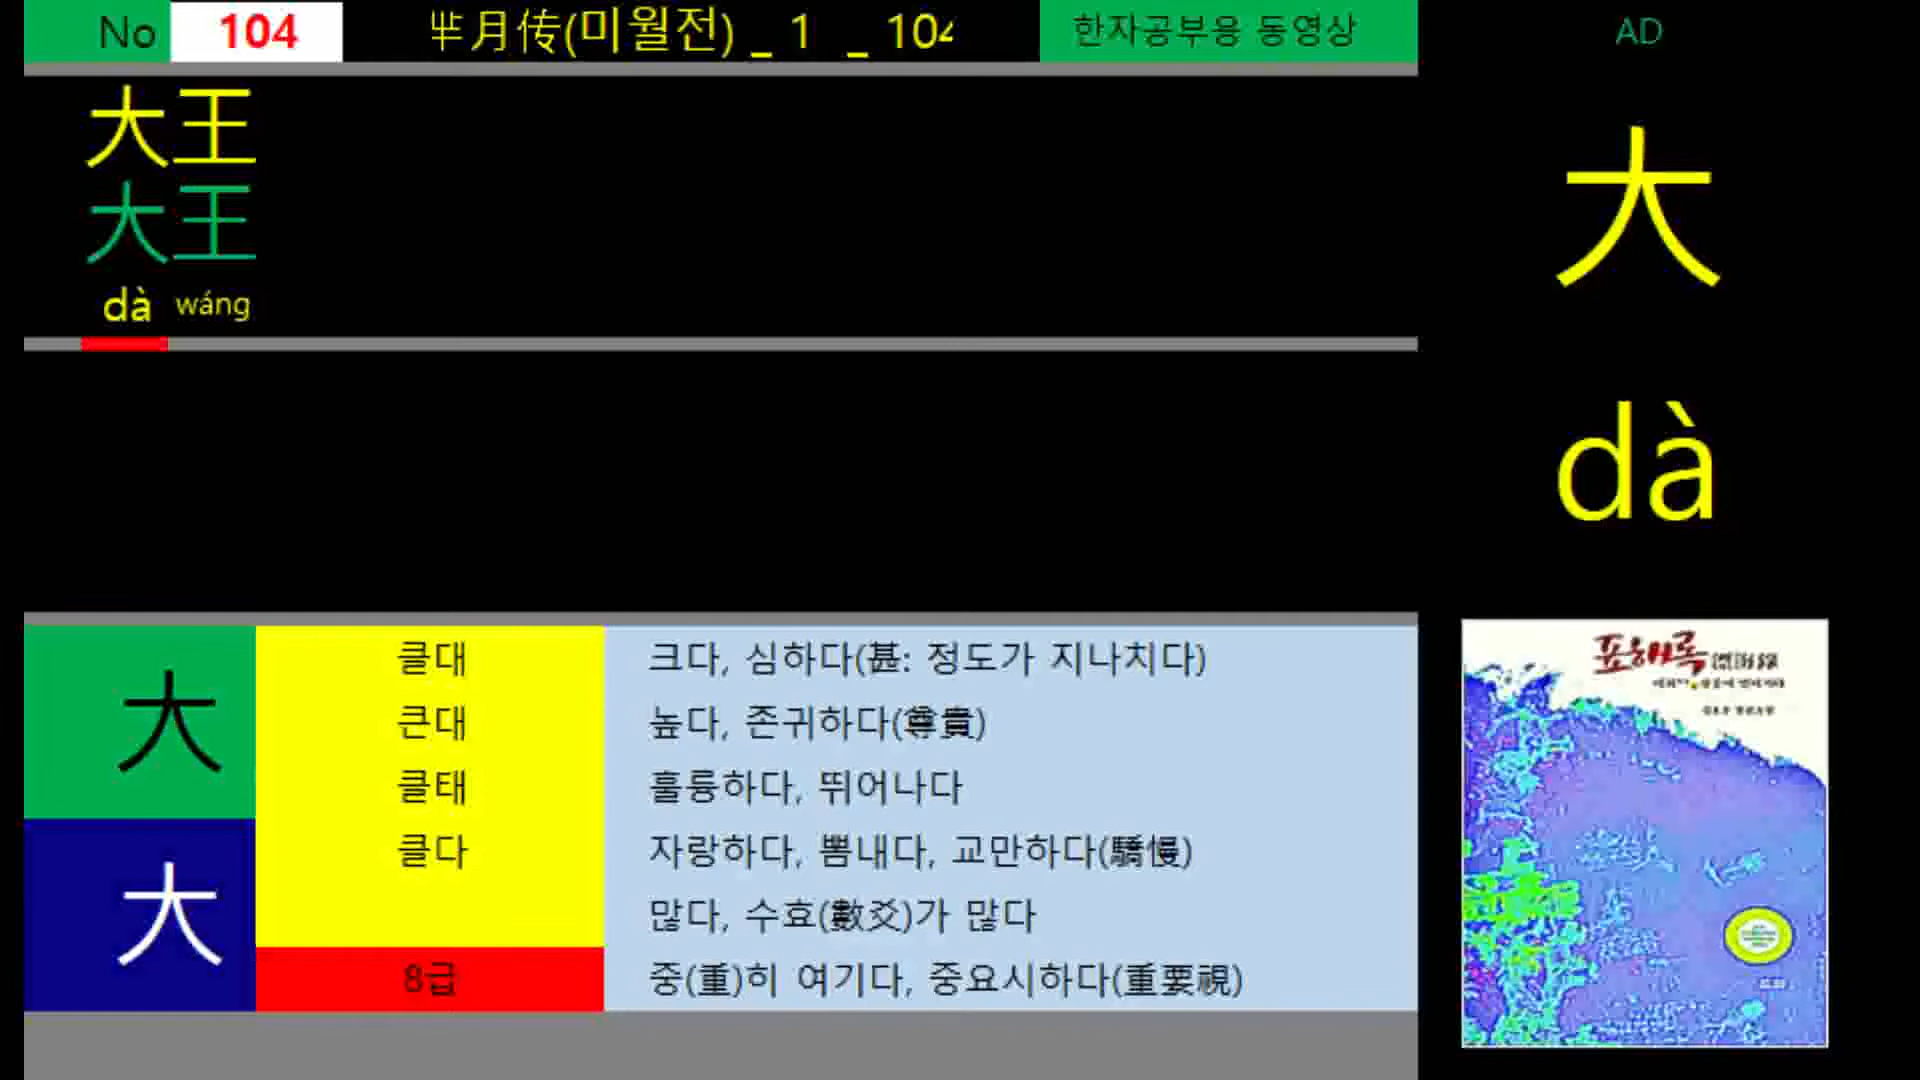 No 104 芈月传(미월전) _ 1 _ 104 한자공부용 동영상 AD
大王
大王
dà wáng
大
dà
大
大
클대
큰대
클태
클다
8급
크다, 심하다(甚: 정도가 지나치다)
높다, 존귀하다(尊貴)
훌륭하다, 뛰어나다
자랑하다, 뽐내다, 교만하다(驕慢)
많다, 수효(數爻)가 많다
중(重)히 여기다, 중요시하다(重要視)
표해록